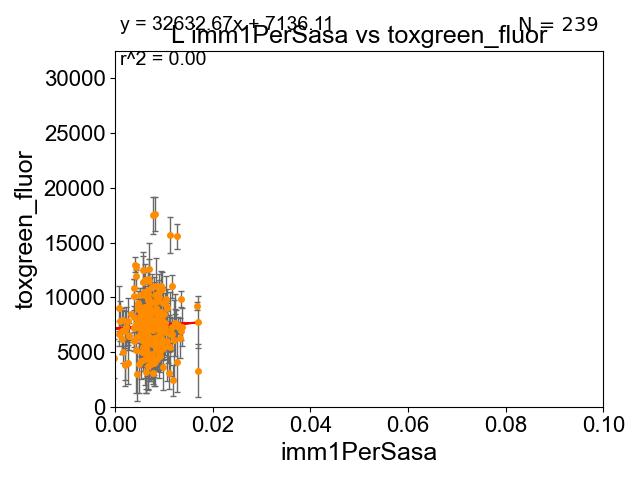 y = 32632.67x + 7136.11
N = 239
L imm1PerSasa vs toxgreen_fluor
r^2 = 0.00
30000
25000
20000
15000
10000
5000
0
toxgreen_fluor
0.00 0.02 0.04 0.06 0.08 0.10
imm1PerSasa